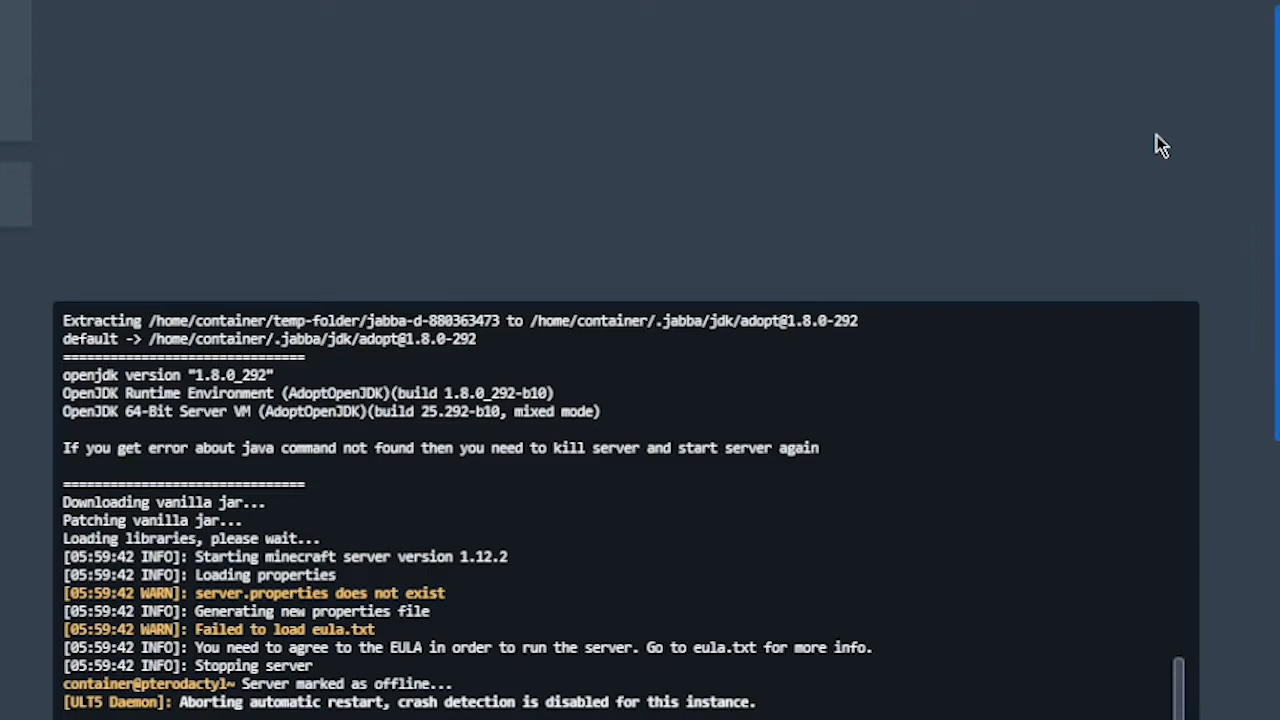 Extracting /home/container/temp-folder/jabba-d-880363473 to /home/container/.jabba/jdk/adopt@1.8.0-292
default -> /home/container/.jabba/jdk/adopt@1.8.0-292
===============================
openjdk version "1.8.0_292"
OpenJDK Runtime Environment (AdoptOpenJDK)(build 1.8.0_292-b10)
OpenJDK 64-Bit Server VM (AdoptOpenJDK)(build 25.292-b10, mixed mode)
If you get error about java command not found then you need to kill server and start server again
===============================
Downloading vanilla jar...
Patching vanilla jar...
Loading libraries, please wait...
[05:59:42 INFO]: Starting minecraft server version 1.12.2
[05:59:42 INFO]: Loading properties
[05:59:42 WARN]: server.properties does not exist
[05:59:42 INFO]: Generating new properties file
[05:59:42 WARN]: Failed to load eula.txt
[05:59:42 INFO]: You need to agree to the EULA in order to run the server. Go to eula.txt for more info.
[05:59:42 INFO]: Stopping server
container@pterodactyl~ Server marked as offline...
[ULT5 Daemon]: Aborting automatic restart, crash detection is disabled for this instance.